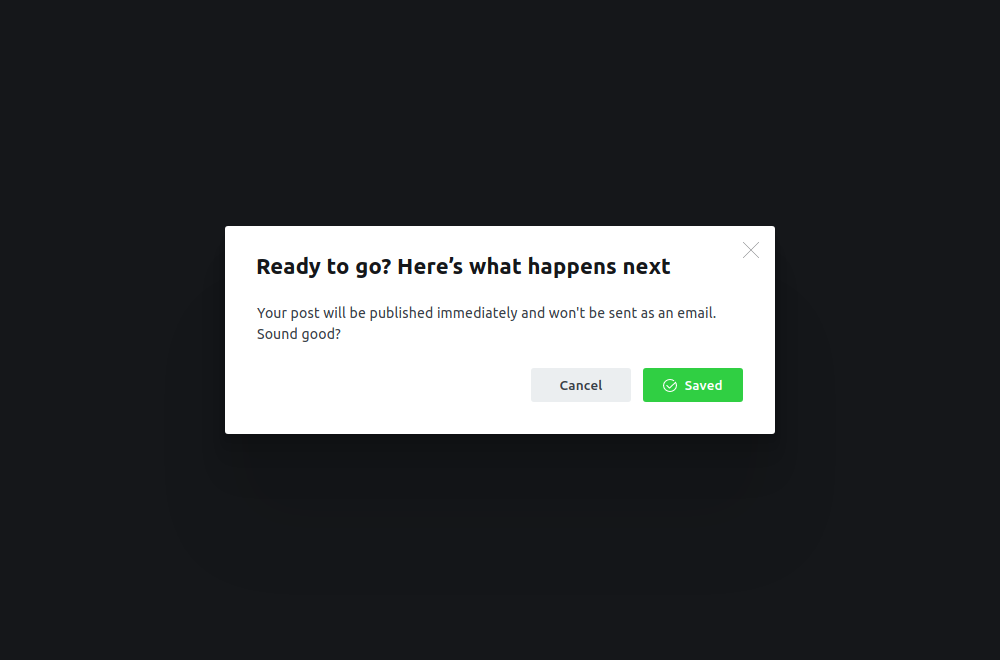 Ready to go? Here’s what happens next
Your post will be published immediately and won't be sent as an email.
Sound good?
Cancel
Saved